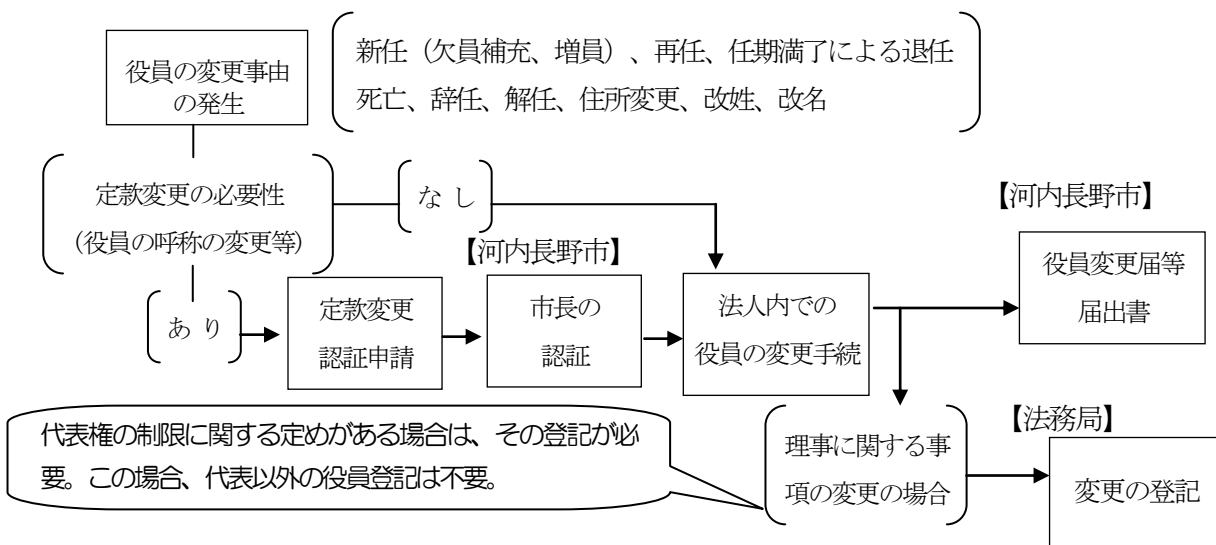 役員の変更事由
の発生
新任（欠員補充、増員）、再任、任期満了による退任
死亡、辞任、解任、住所変更、改姓、改名
定款変更の必要性
（役員の呼称の変更等）
なし
あり
定款変更
認証申請
【河内長野市】
市長の
認証
法人内での
役員の変更手続
【河内長野市】
役員変更届等
届出書
代表権の制限に関する定めがある場合は、その登記が必
要。この場合、代表以外の役員登記は不要。
理事に関する事
項の変更の場合
【法務局】
変更の登記